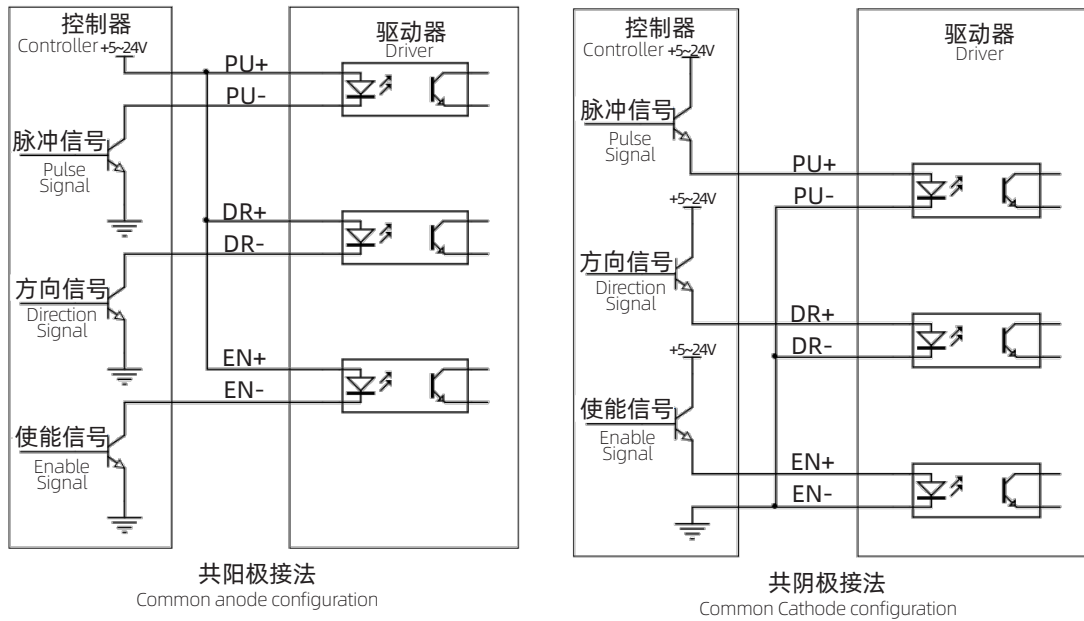 控制器
Controller +5~24V
驱动器
Driver
PU+
PU-
脉冲信号
Pulse
Signal
DR+
DR-
方向信号
Direction
Signal
EN+
EN-
使能信号
Enable
Signal
共阳极接法
Common anode configuration
控制器
Controller +5~24V
驱动器
Driver
脉冲信号
Pulse
Signal
PU+
PU-
+5~24V
方向信号
Direction
Signal
DR+
DR-
+5~24V
使能信号
Enable
Signal
EN+
EN-
共阴极接法
Common Cathode configuration